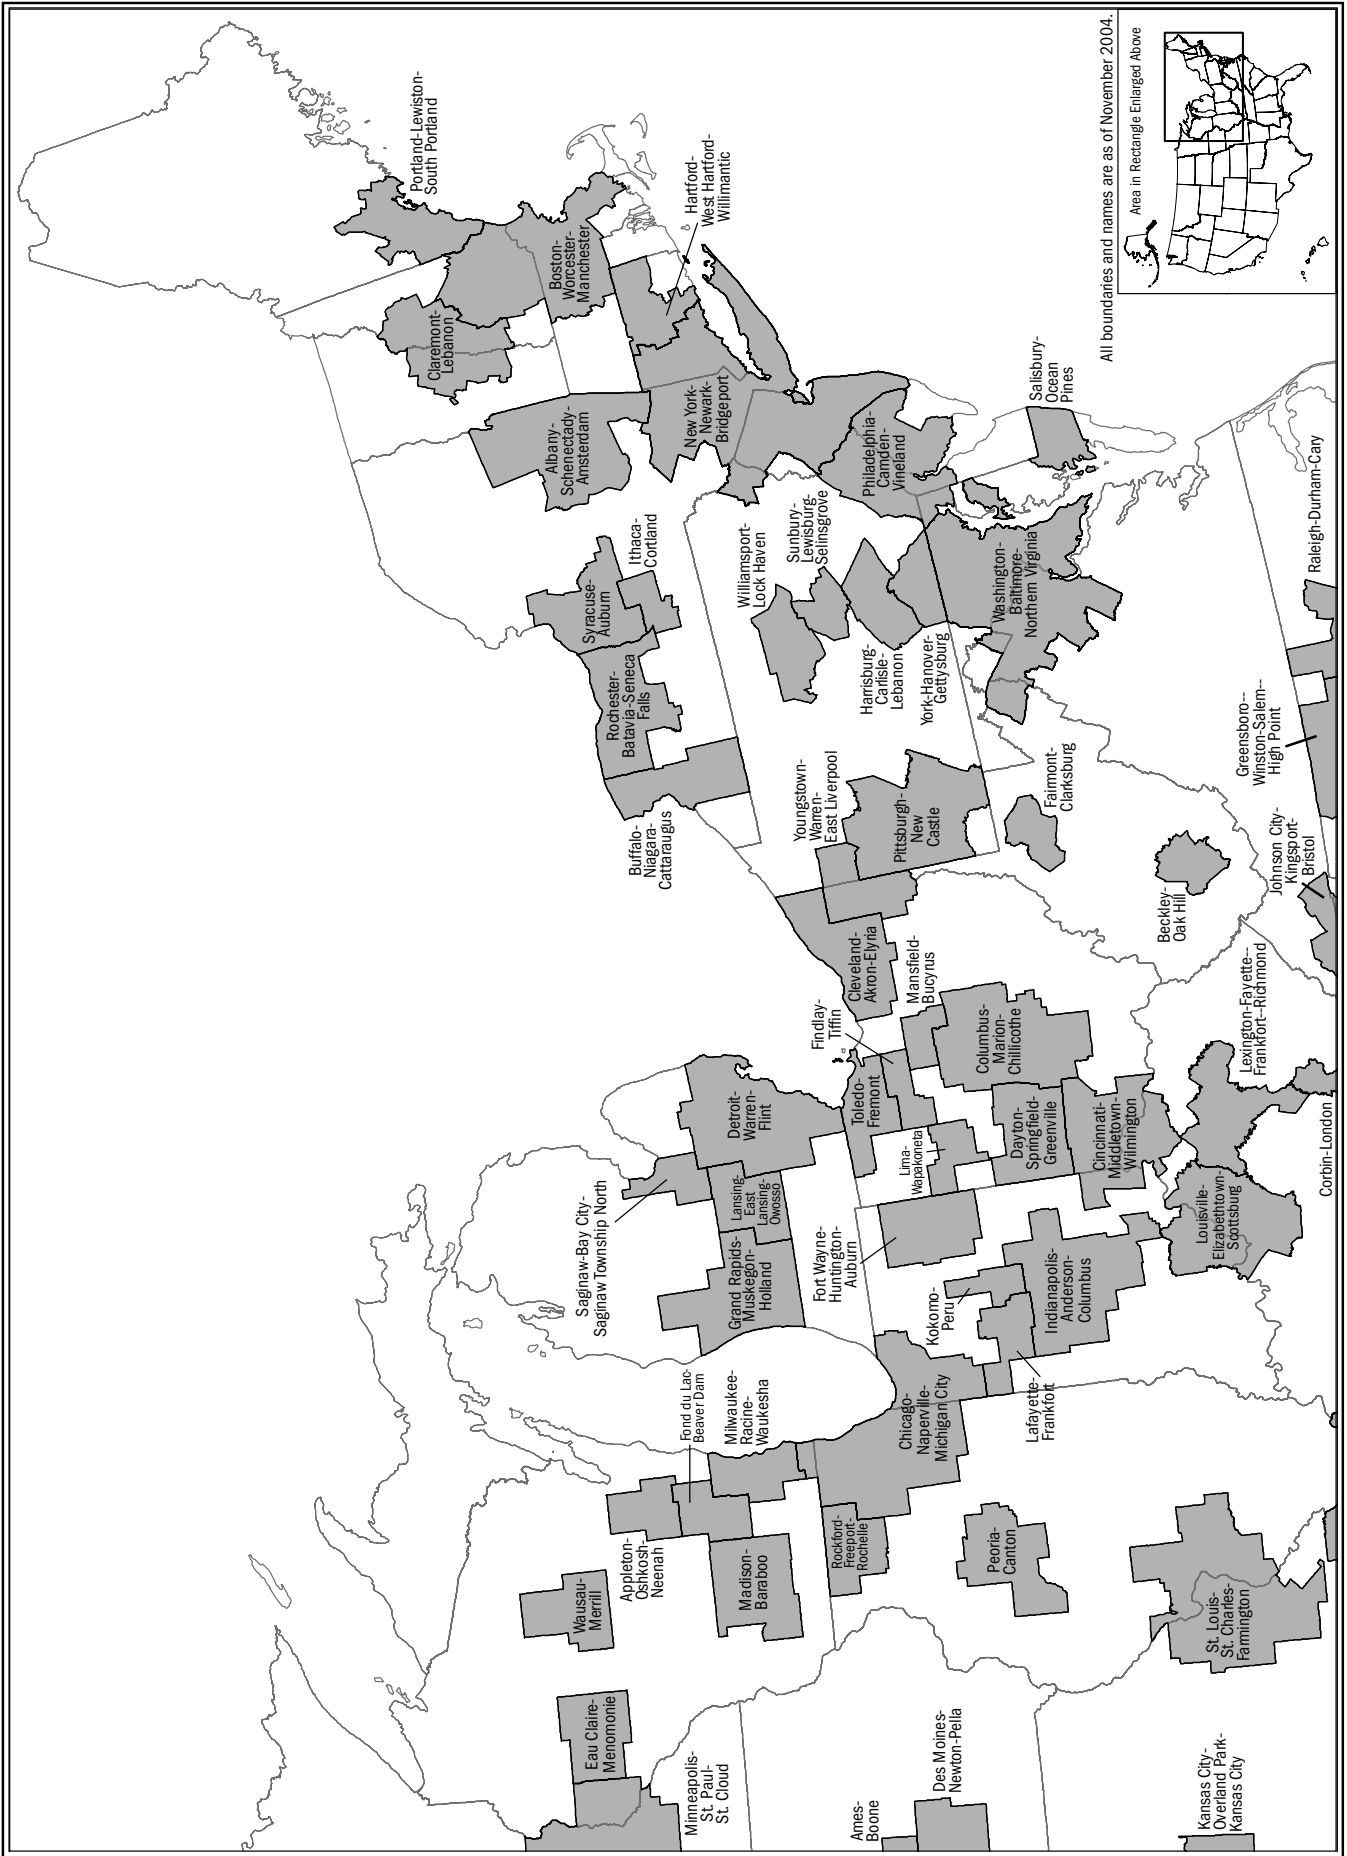 Portland-Lewiston-
South Portland
Hartford-
West Hartford-
Willimantic
Boston-
Worcester-
Manchester
Claremont-
Lebanon
All boundaries and names are as of November 2004.
Area in Rectangle Enlarged Above
Albany-
Schenectady-
Amsterdam
New York-
Newark-
Bridgeport
Salisbury-
Ocean
Pines
Philadelphia-
Camden-
Vineland
Syracuse-
Auburn
Ithaca-
Cortland
Williamsport-
Lock Haven
Sunbury-
Lewisburg-
Selinsgrove
Washington-
Baltimore-
Northern Virginia
Raleigh-Durham-Cary
Rochester-
Batavia-Seneca
Falls
Harrisburg-
Carlisle-
Lebanon
York-Hanover-
Gettysburg
Greensboro--
Winston-Salem--
High Point
Buffalo-
Niagara-
Cattaraugus
Youngstown-
Warren-
East Liverpool
Pittsburgh-
New
Castle
Fairmont-
Clarksburg
Johnson City-
Kingsport-
Bristol
Beckley-
Oak Hill
Cleveland-
Akron-Elyria
Mansfield-
Bucyrus
Findlay-
Tiffin
Columbus-
Marion-
Chillicothe
Lexington-Fayette--
Frankfort--Richmond
Detroit-
Warren-
Flint
Toledo-
Fremont
Lima-
Wapakoneta
Dayton-
Springfield-
Greenville
Cincinnati-
Middletown-
Wilmington
Corbin-London
Saginaw-Bay City-
Saginaw Township North
Lansing-
East
Lansing-
Owosso
Louisville-
Elizabethtown-
Scottsburg
Grand Rapids-
Muskegon-
Holland
Fort Wayne-
Huntington-
Auburn
Kokomo-
Peru
Indianapolis-
Anderson-
Columbus
Fond du Lac-
Beaver Dam
Milwaukee-
Racine-
Waukesha
Chicago-
Naperville-
Michigan City
Lafayette-
Frankfort
Appleton-
Oshkosh-
Neenah
Rockford-
Freeport-
Rochelle
Peoria-
Canton
Wausau-
Merrill
Madison-
Baraboo
St. Louis-
St. Charles-
Farmington
Eau Claire-
Menomonie
Minneapolis-
St. Paul-
St. Cloud
Ames-
Boone
Des Moines-
Newton-Pella
Kansas City-
Overland Park-
Kansas City